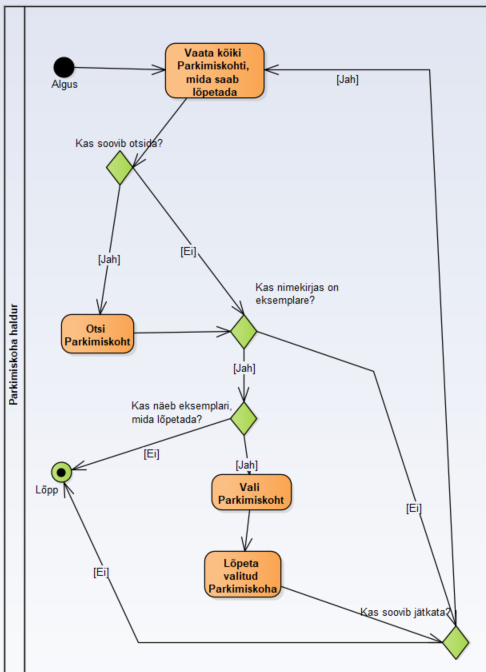 Parkimiskoha haldur
Vaata kõiki
Parkimiskohti,
mida saab
lõpetada
Algus
[Jah]
Kas soovib otsida?
[Ei]
[Jah]
Kas nimekirjas on
eksemplare?
Otsi
Parkimiskoht
[Jah]
Kas näeb eksemplari,
mida lõpetada?
[Ei]
[Jah]
Lõpp
Vali
Parkimiskoht
[Ei]
Lõpeta
valitud
Parkimiskoha
[Ei]
Kas soovib jätkata?